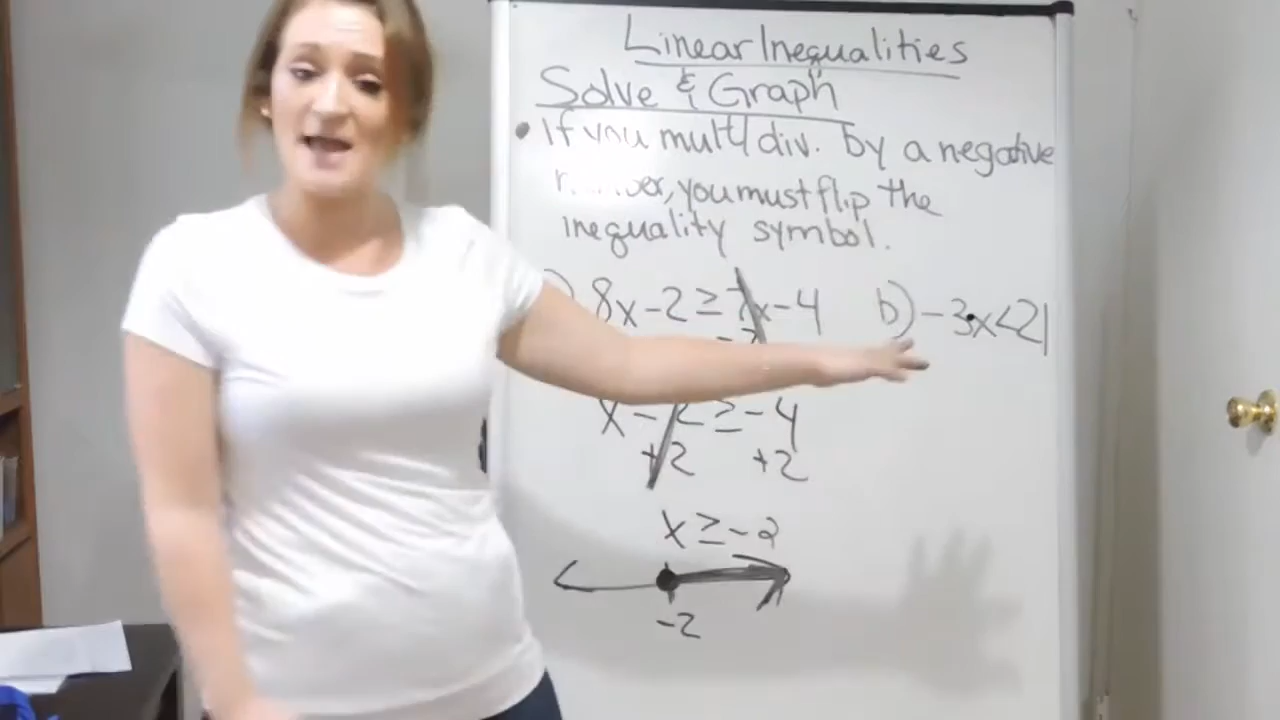 Linear Inequalities
Solve & Graph
• If you mult/div. by a negative
you must flip the
inequality symbol.
8x-2≥7x-4
b) -3x<21
x-2≥-4
+2 +2
x≥-2
-2